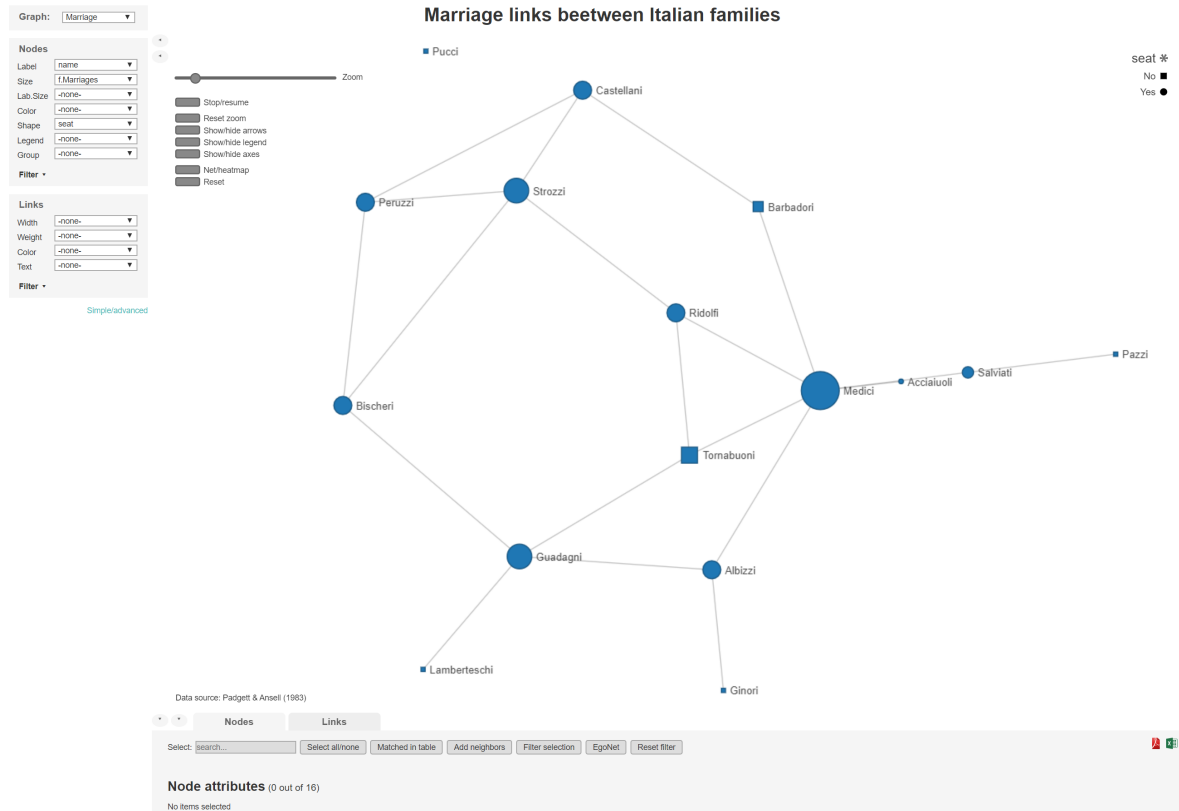 Marriage links beetween Italian families
Graph: Marriage ▼
Nodes
Label name ▼
Size f.Marriages ▼
Lab.Size -none- ▼
Color -none- ▼
Shape seat ▼
Legend -none- ▼
Group -none- ▼
Filter
Links
Width -none- ▼
Weight -none- ▼
Color -none- ▼
Text -none- ▼
Filter
Simple/advanced
Zoom
Stop/resume
Reset zoom
Show/hide arrows
Show/hide legend
Show/hide axes
Net/heatmap
Reset
seat *
No
Yes
Pucci
Castellani
Strozzi
Peruzzi
Barbadori
Ridolfi
Pazzi
Salviati
Acciaiuoli
Medici
Bischeri
Tornabuoni
Guadagni
Albizzi
Lamberteschi
Ginori
Data source: Padgett & Ansell (1983)
Nodes Links
Select: search... Select all/none Matched in table Add neighbors Filter selection EgoNet Reset filter
Node attributes (0 out of 16)
No items selected